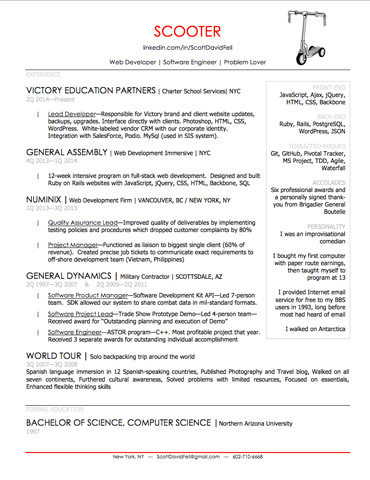 SCOOTER
linkedin.com/in/ScottDavidFell
Web Developer | Software Engineer | Problem Lover
EXPERIENCE
VICTORY EDUCATION PARTNERS | Charter School Services| NYC
2Q 2014—Present
| Lead Developer—Responsible for Victory brand and client website updates,
backups, upgrades. Interface directly with clients. Photoshop, HTML, CSS,
WordPress. White-labeled vendor CRM with our corporate identity.
Integration with SalesForce, Podio. MySql (used in SIS system).
GENERAL ASSEMBLY | Web Development Immersive | NYC
4Q 2013—1Q 2014
| 12-week intensive program on full-stack web development. Designed and built
Ruby on Rails websites with JavaScript, jQuery, CSS, HTML, Backbone, SQL
NUMINIX | Web Development Firm | VANCOUVER, BC / NEW YORK, NY
1Q 2013—3Q 2013
| Quality Assurance Lead—Improved quality of deliverables by implementing
testing policies and procedures which dropped customer complaints by 80%
| Project Manager—Functioned as liaison to biggest single client (60% of
revenue). Created precise job tickets to communicate exact requirements to
off-shore development team (Vietnam, Philippines)
GENERAL DYNAMICS | Military Contractor | SCOTTSDALE, AZ
2Q 1997—3Q 2007 & 2Q 2009—2Q 2011
| Software Product Manager—Software Development Kit API—Led 7-person
team. SDK allowed our system to share combat data in mil-standard formats.
| Software Project Lead—Trade Show Prototype Demo—Led 4-person team—
Received award for "Outstanding planning and execution of Demo"
| Software Engineer—ASTOR program—C++. Most profitable project that year.
Received 3 separate awards for outstanding individual accomplishment
WORLD TOUR | Solo backpacking trip around the world
3Q 2007—3Q 2008
Spanish language immersion in 12 Spanish-speaking countries, Published Photography and Travel blog, Walked on all
seven continents, Furthered cultural awareness, Solved problems with limited resources, Focused on essentials,
Enhanced flexible thinking skills
FRONT-END
JavaScript, Ajax, jQuery,
HTML, CSS, Backbone
BACK-END
Ruby, Rails, PostgreSQL,
WordPress, JSON
TOOLS/TECHNIQUES
Git, GitHub, Pivotal Tracker,
MS Project, TDD, Agile,
Waterfall
ACCOLADES
Six professional awards and
a personally signed thank-
you from Brigadier General
Boutelle
PERSONALITY
I was an improvisational
comedian
I bought my first computer
with paper route earnings,
then taught myself to
program at 13
I provided Internet email
service for free to my BBS
users in 1993, long before
most had heard of email
I walked on Antarctica
FORMAL EDUCATION
BACHELOR OF SCIENCE, COMPUTER SCIENCE | Northern Arizona University
1997
New York, NY — ScottDavidFell@gmail.com — 602-710-6668